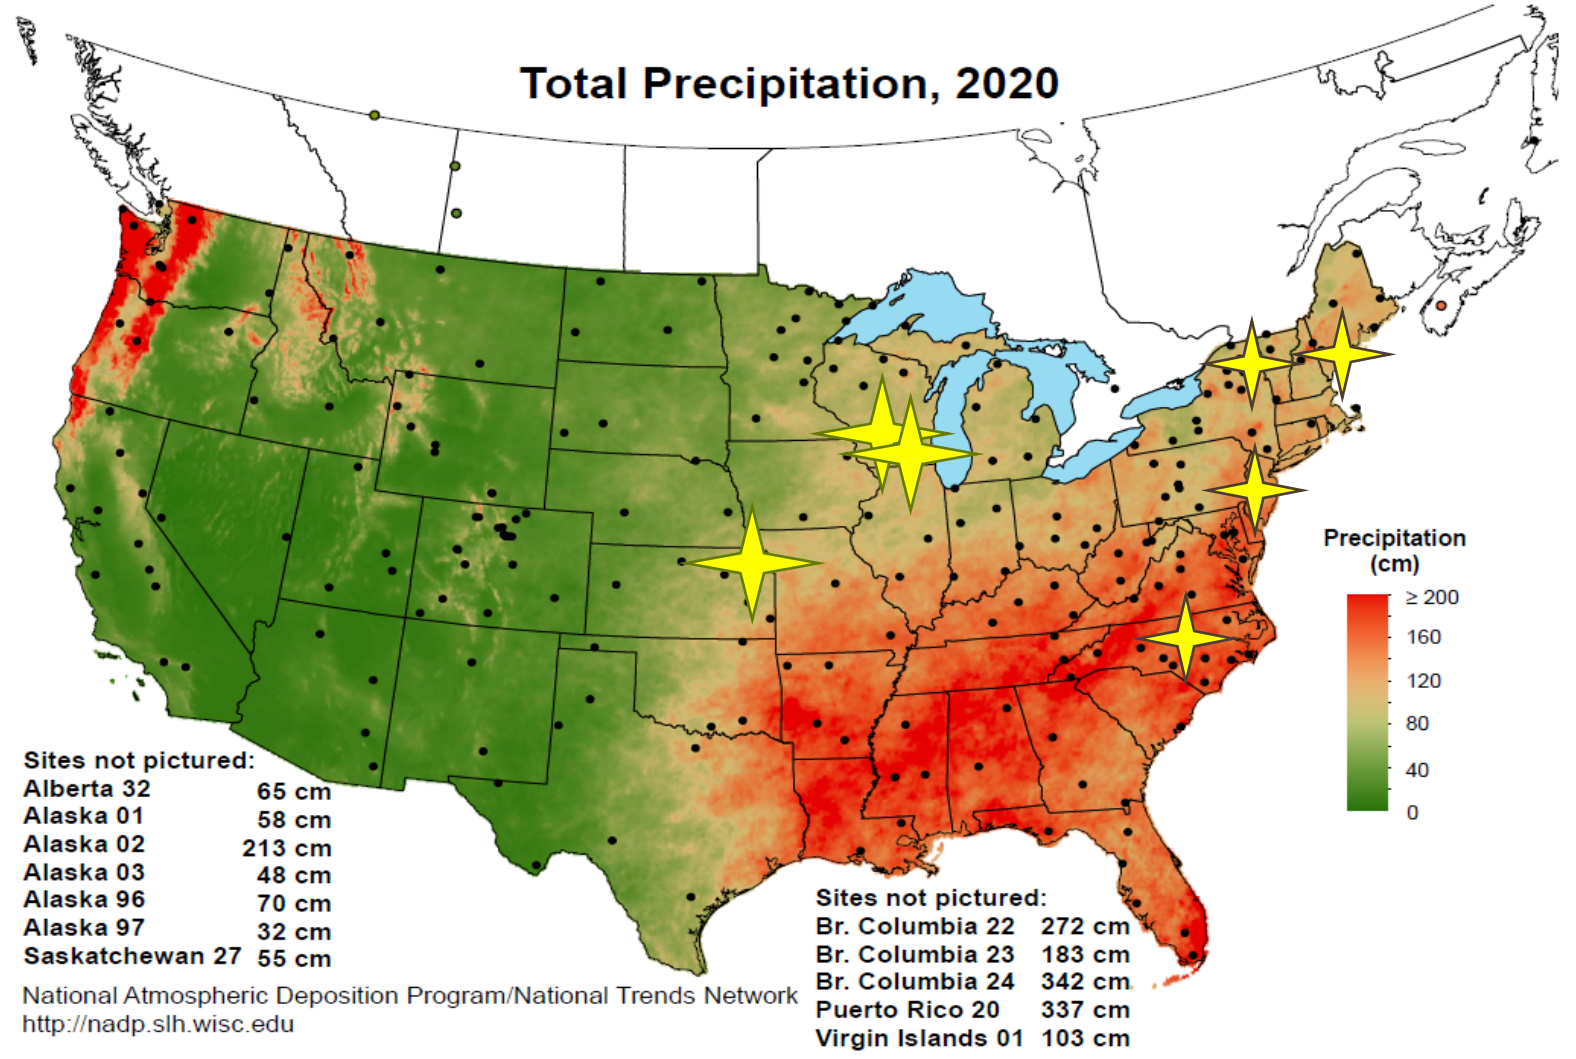 Total Precipitation, 2020
Precipitation
(cm)
≥ 200
160
120
80
40
0
Sites not pictured:
Alberta 32 65 cm
Alaska 01 58 cm
Alaska 02 213 cm
Alaska 03 48 cm
Alaska 96 70 cm
Alaska 97 32 cm
Saskatchewan 27 55 cm
Sites not pictured:
Br. Columbia 22 272 cm
Br. Columbia 23 183 cm
Br. Columbia 24 342 cm
Puerto Rico 20 337 cm
Virgin Islands 01 103 cm
National Atmospheric Deposition Program/National Trends Network
http://nadp.slh.wisc.edu